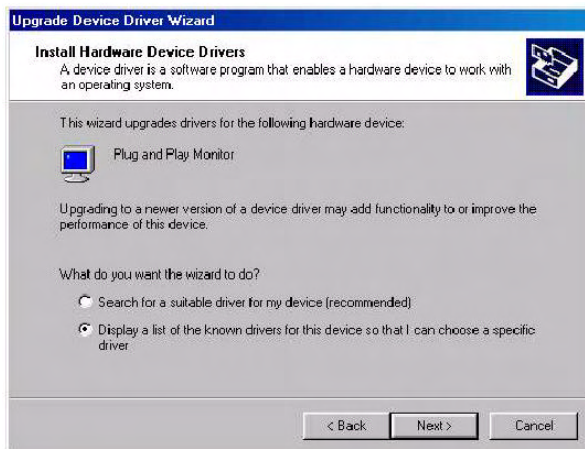 Upgrade Device Driver Wizard
Install Hardware Device Drivers
A device driver is a software program that enables a hardware device to work with
an operating system.
This wizard upgrades drivers for the following hardware device:
Plug and Play Monitor
Upgrading to a newer version of a device driver may add functionality to or improve the
performance of this device.
What do you want the wizard to do?
Search for a suitable driver for my device (recommended)
Display a list of the known drivers for this device so that I can choose a specific
driver
< Back
Next >
Cancel